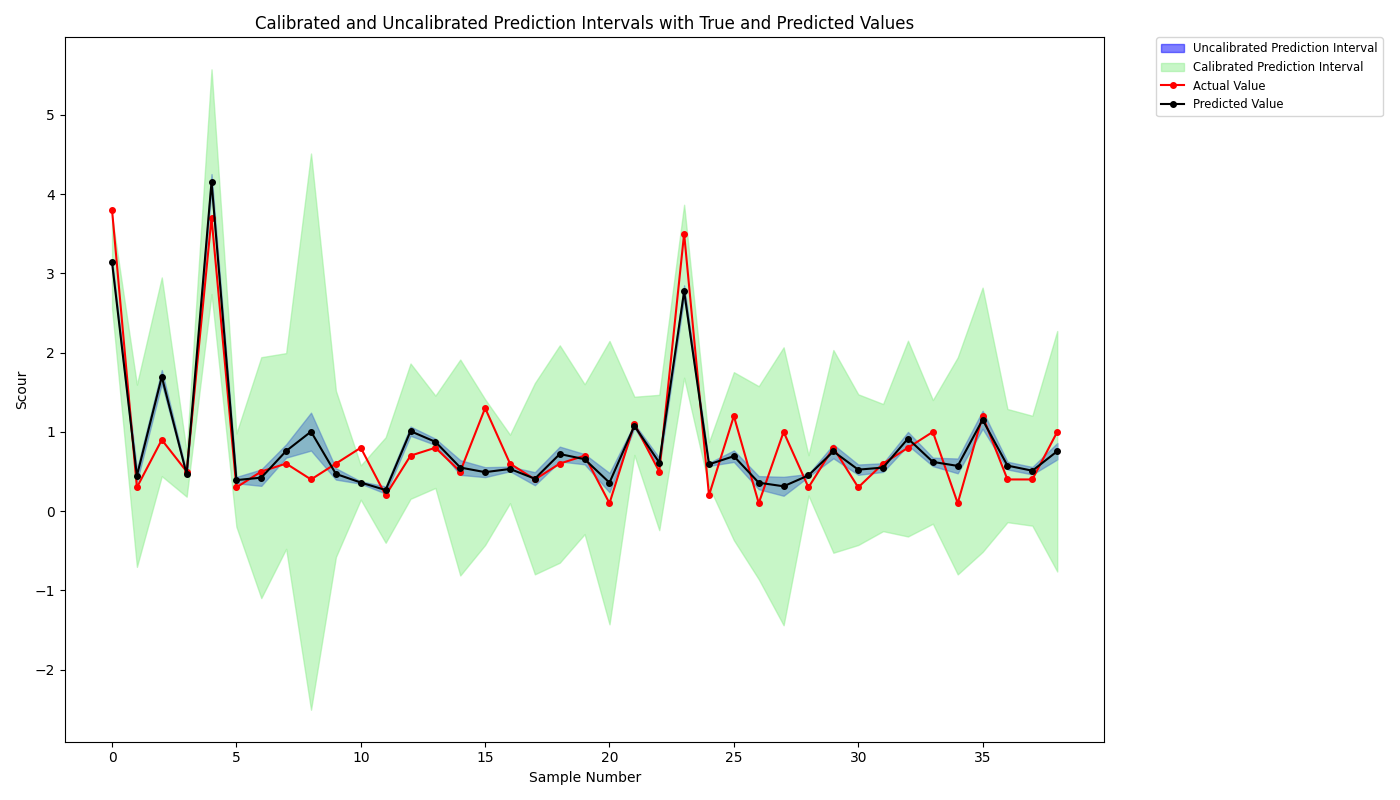 Calibrated and Uncalibrated Prediction Intervals with True and Predicted Values
Uncalibrated Prediction Interval
Calibrated Prediction Interval
Actual Value
Predicted Value
Scour
5
4
3
2
1
0
−1
−2
0 5 10 15 20 25 30 35
Sample Number